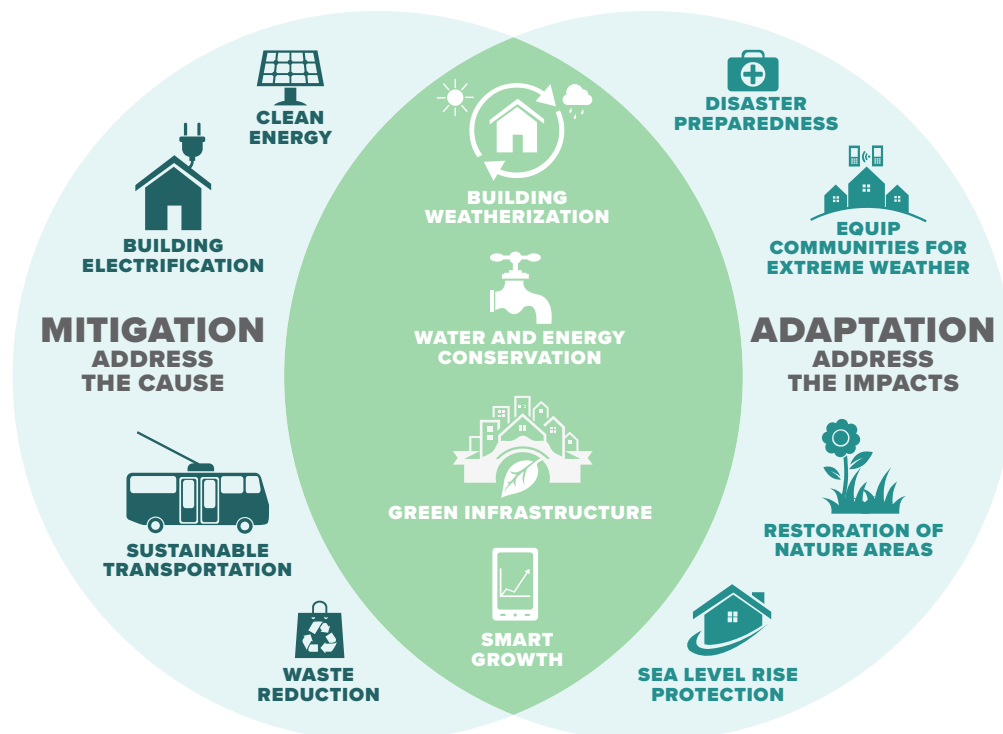 CLEAN
ENERGY
BUILDING
ELECTRIFICATION
MITIGATION
ADDRESS
THE CAUSE
SUSTAINABLE
TRANSPORTATION
WASTE
REDUCTION
BUILDING
WEATHERIZATION
WATER AND ENERGY
CONSERVATION
GREEN INFRASTRUCTURE
SMART
GROWTH
DISASTER
PREPAREDNESS
EQUIP
COMMUNITIES FOR
EXTREME WEATHER
ADAPTATION
ADDRESS
THE IMPACTS
RESTORATION OF
NATURE AREAS
SEA LEVEL RISE
PROTECTION